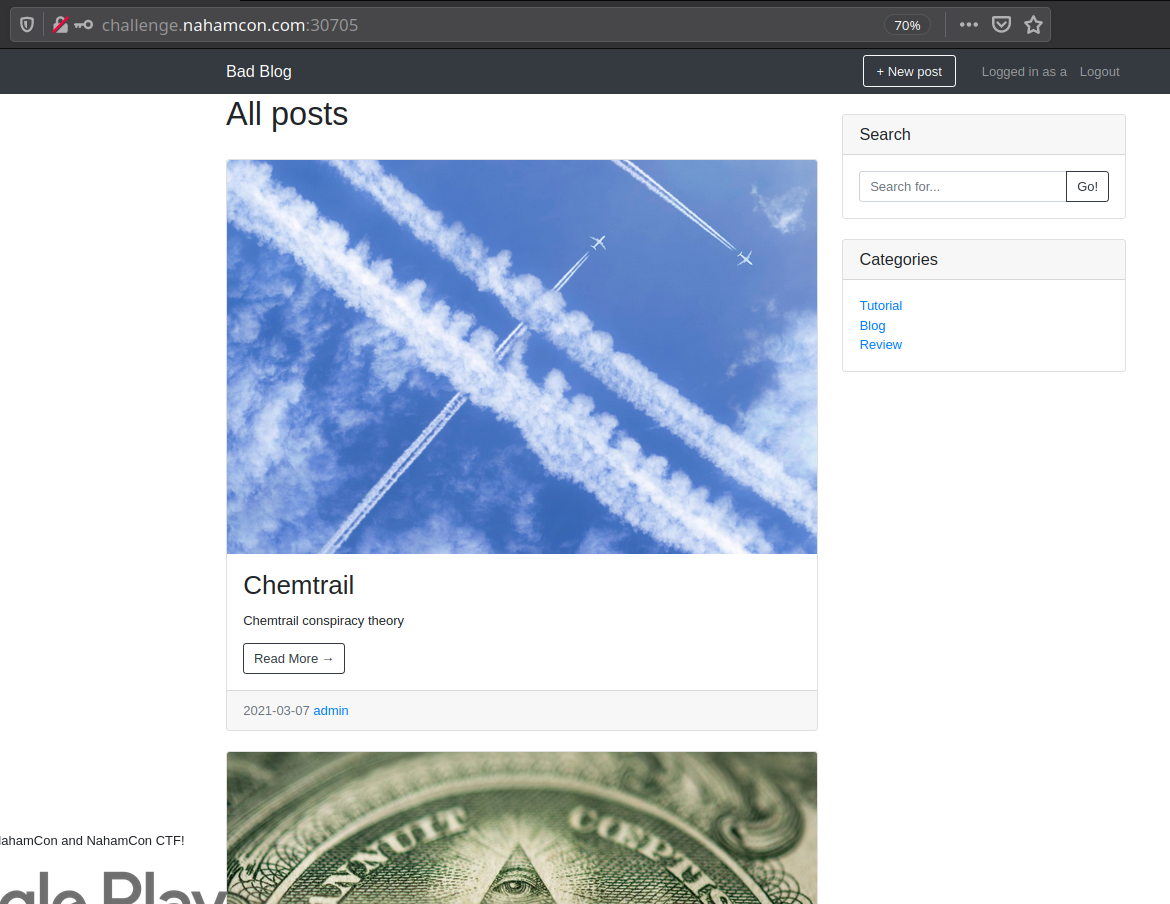 challenge.nahamcon.com:30705
70%
Bad Blog
+ New post
Logged in as a
Logout
All posts
Search
Search for...
Go!
Categories
Tutorial
Blog
Review
Chemtrail
Chemtrail conspiracy theory
Read More →
2021-03-07 admin
ANNUIT CŒPTIS
ahamCon and NahamCon CTF!
gle Play